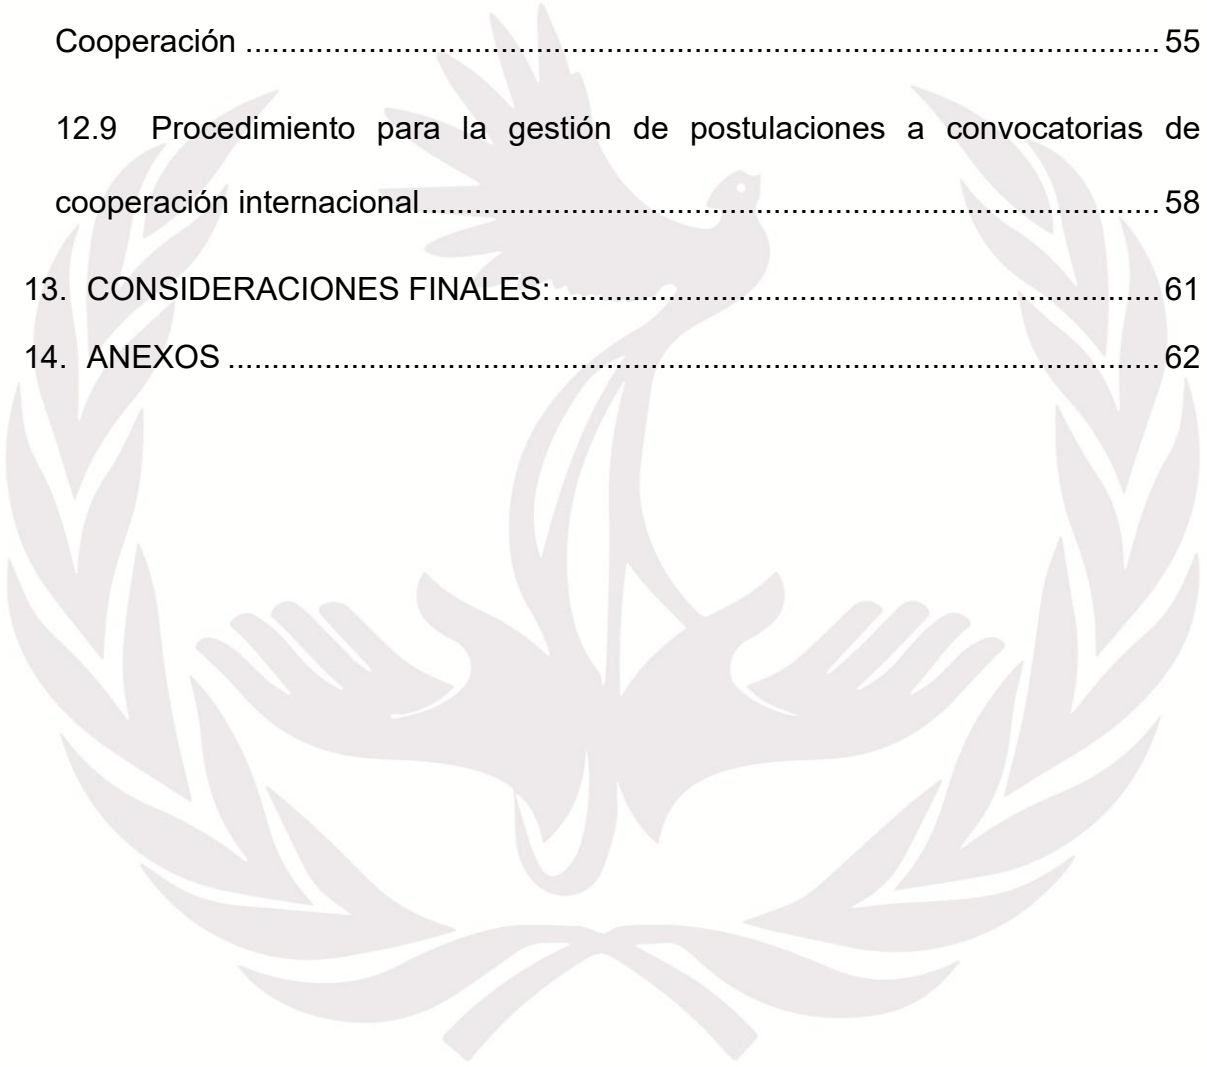 Cooperación ........................................................................................................ 55
12.9 Procedimiento para la gestión de postulaciones a convocatorias de
cooperación internacional.................................................................................... 58
13. CONSIDERACIONES FINALES:..................................................................... 61
14. ANEXOS .......................................................................................................... 62